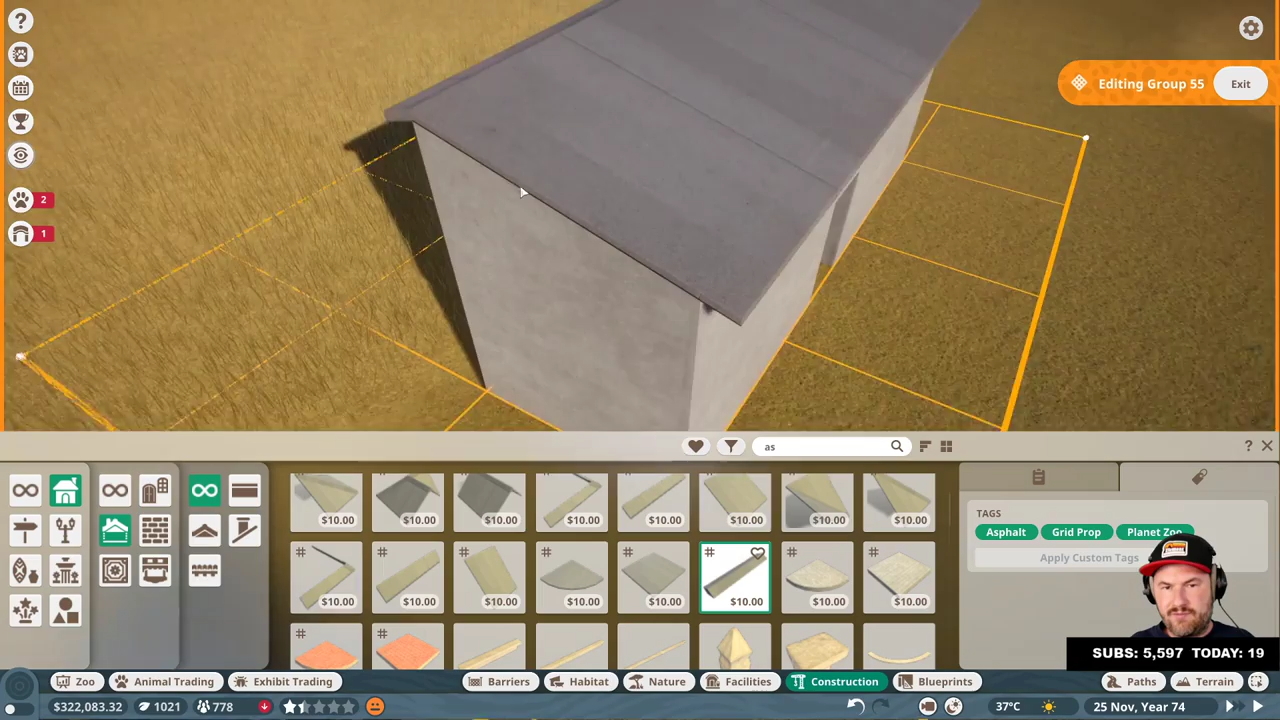 ?
Editing Group 55
Exit
2
1
as
?
$10.00 $10.00 $10.00 $10.00 $10.00 $10.00 $10.00 $10.00
TAGS
Asphalt Grid Prop Planet Zoo
Apply Custom Tags
# # # # # # #
$10.00 $10.00 $10.00 $10.00 $10.00 $10.00 $10.00 $10.00
# #
SUBS: 5,597 TODAY: 19
Zoo Animal Trading Exhibit Trading Barriers Habitat Nature Facilities Construction Blueprints Paths Terrain
$322,083.32 1021 778 37°C 25 Nov, Year 74